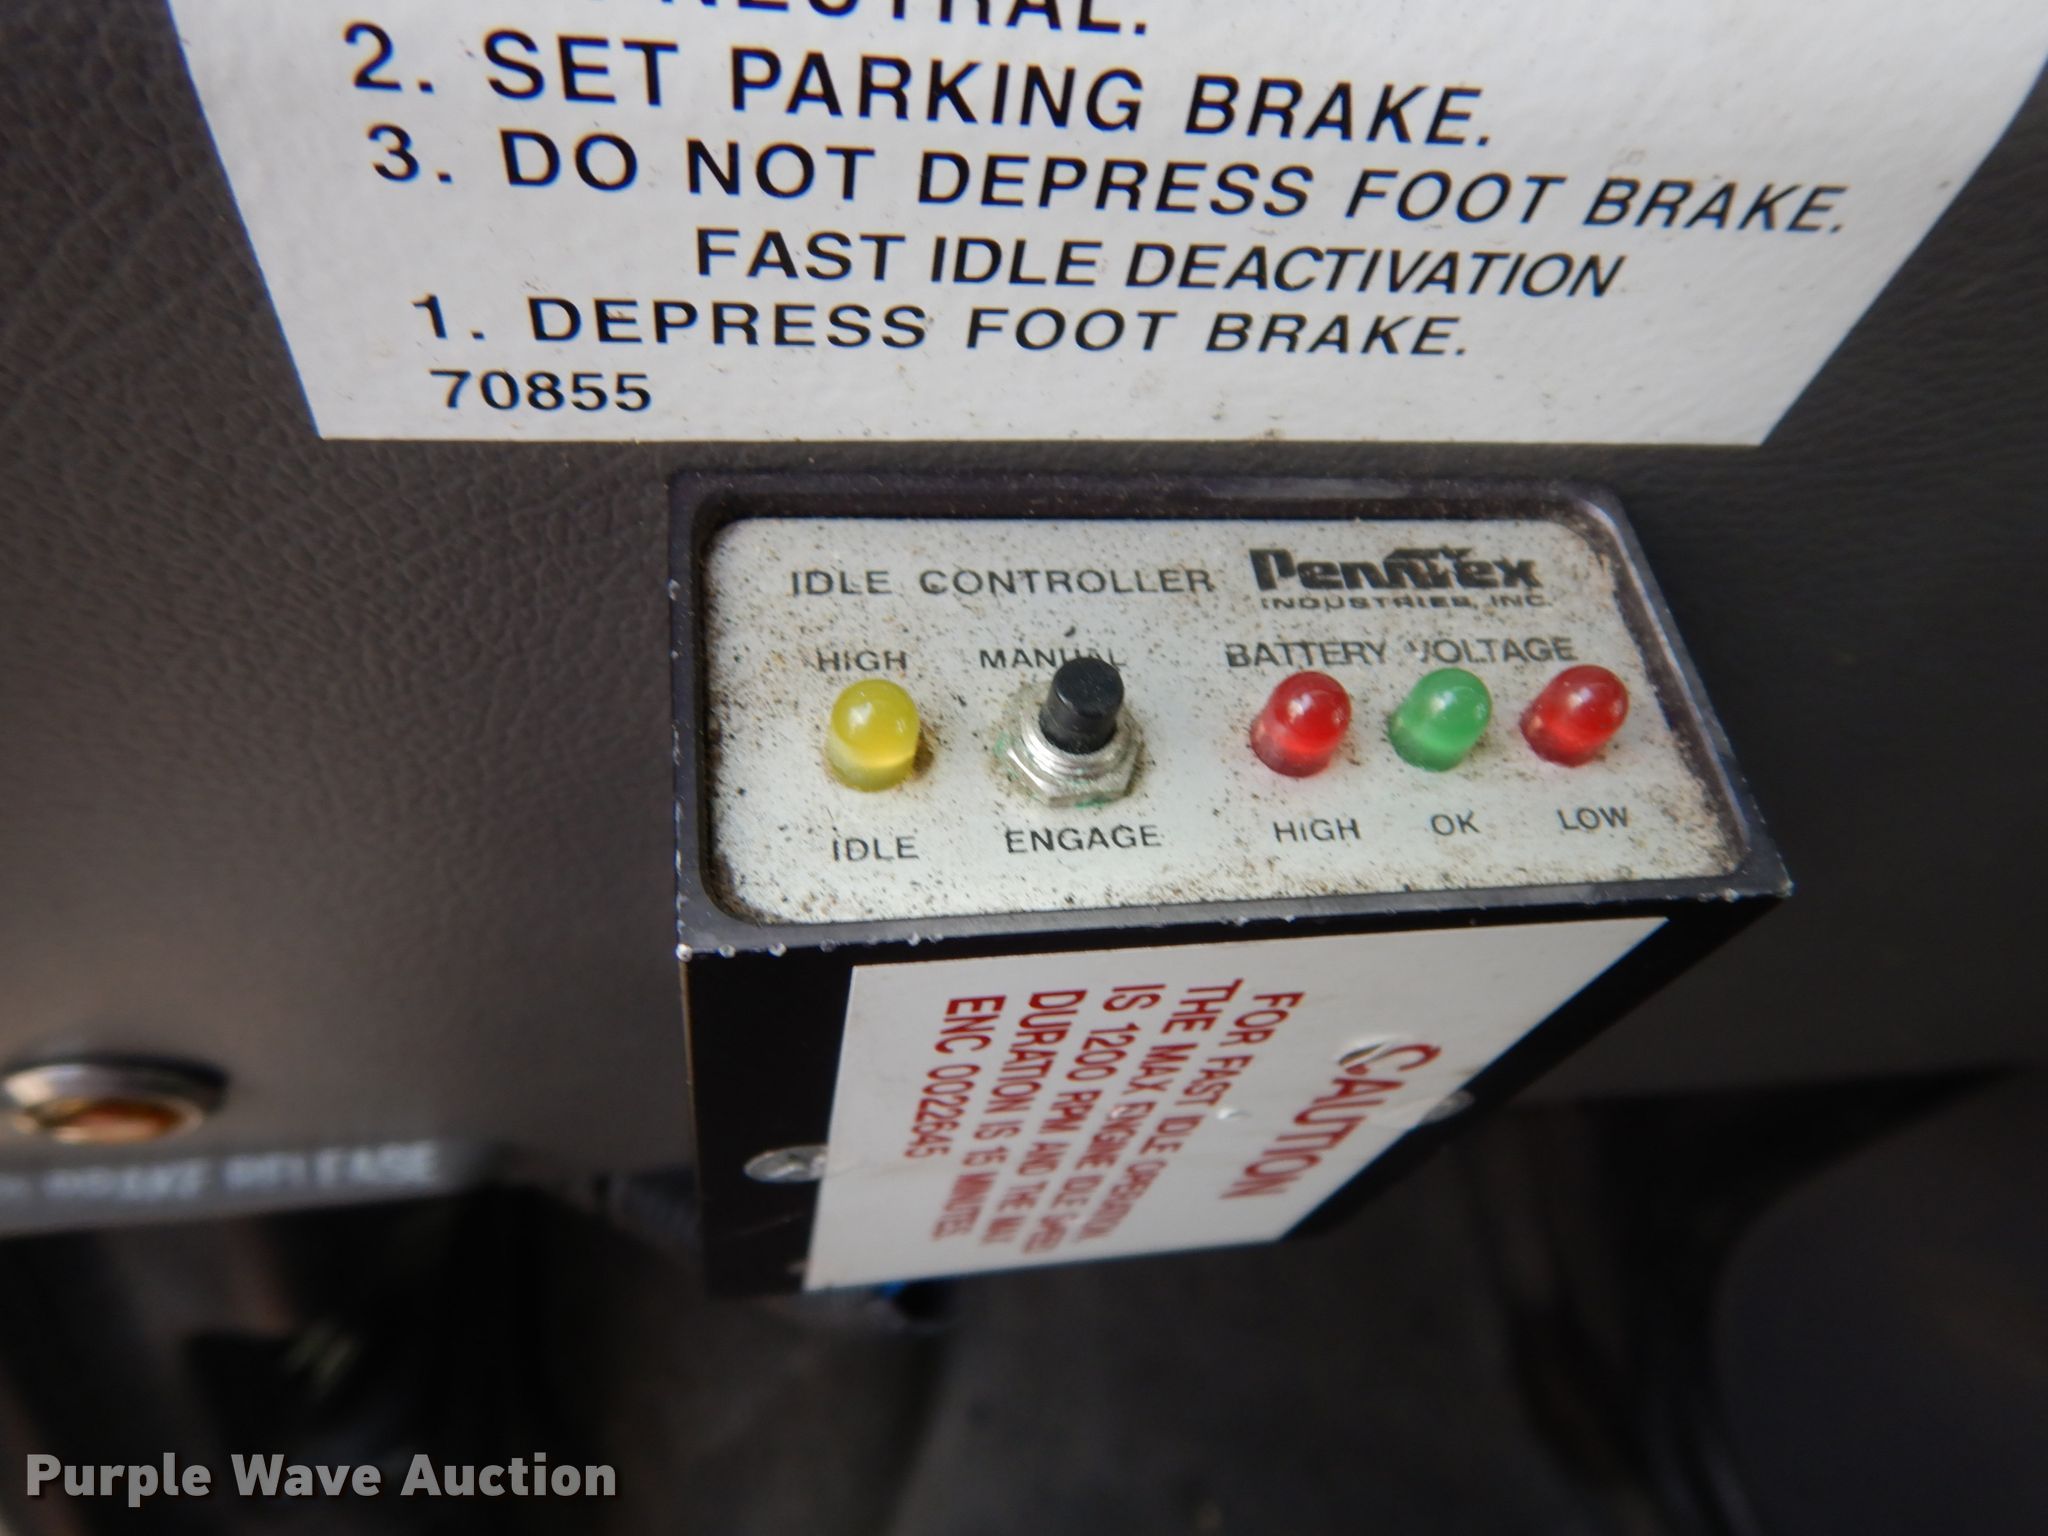 NEUTRAL.
2. SET PARKING BRAKE.
3. DO NOT DEPRESS FOOT BRAKE.
FAST IDLE DEACTIVATION
1. DEPRESS FOOT BRAKE.
70855
IDLE CONTROLLER PennTex
INDUSTRIES, INC.
HIGH MANUAL BATTERY VOLTAGE
IDLE ENGAGE HIGH OK LOW
CAUTION
FOR FAST IDLE OPERATION
THE MAX ENGINE IDLE SPEED
IS 1200 RPM AND THE MAX
DURATION IS 15 MINUTES
ENC 0022645
BRAKE RELEASE
Purple Wave Auction